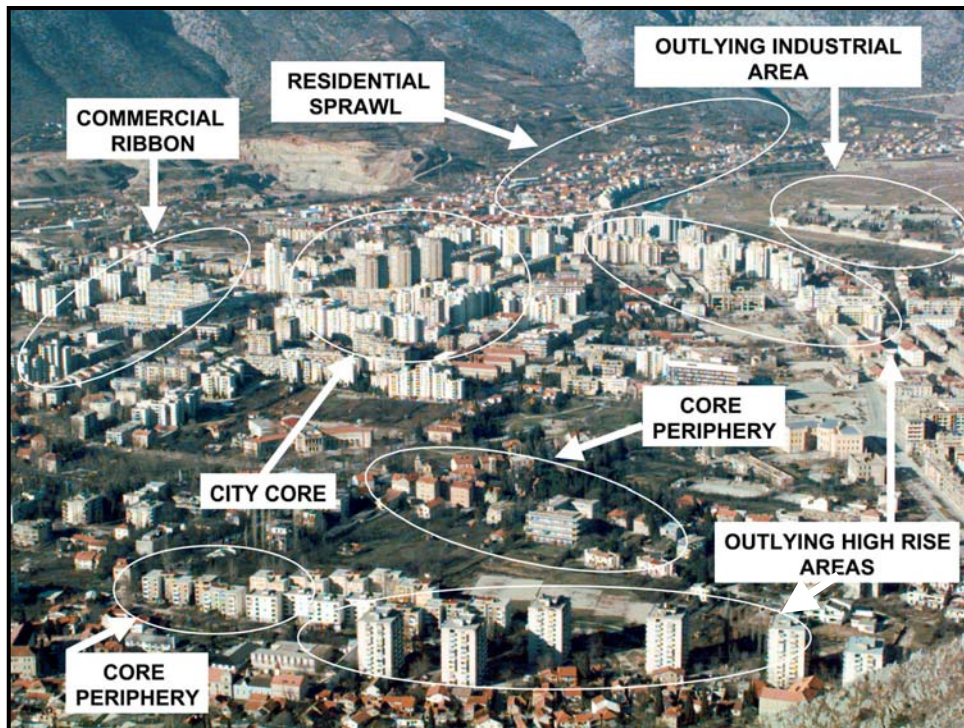 OUTLYING INDUSTRIAL
AREA
RESIDENTIAL
SPRAWL
COMMERCIAL
RIBBON
CORE
PERIPHERY
CITY CORE
OUTLYING HIGH RISE
AREAS
CORE
PERIPHERY